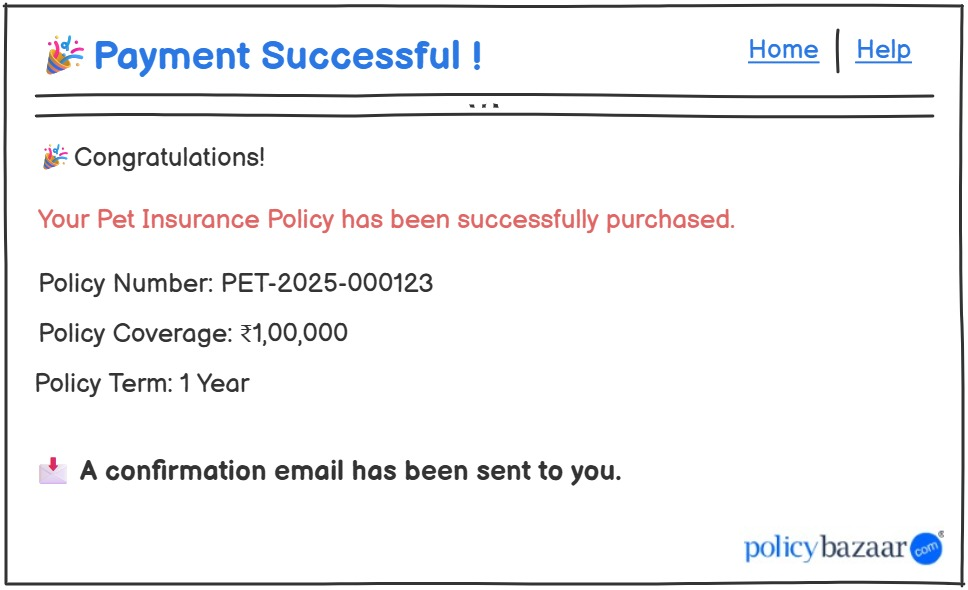 🎉 Payment Successful !
Home | Help
...
🎉 Congratulations!
Your Pet Insurance Policy has been successfully purchased.
Policy Number: PET-2025-000123
Policy Coverage: ₹1,00,000
Policy Term: 1 Year
📩 A confirmation email has been sent to you.
policybazaar.com®